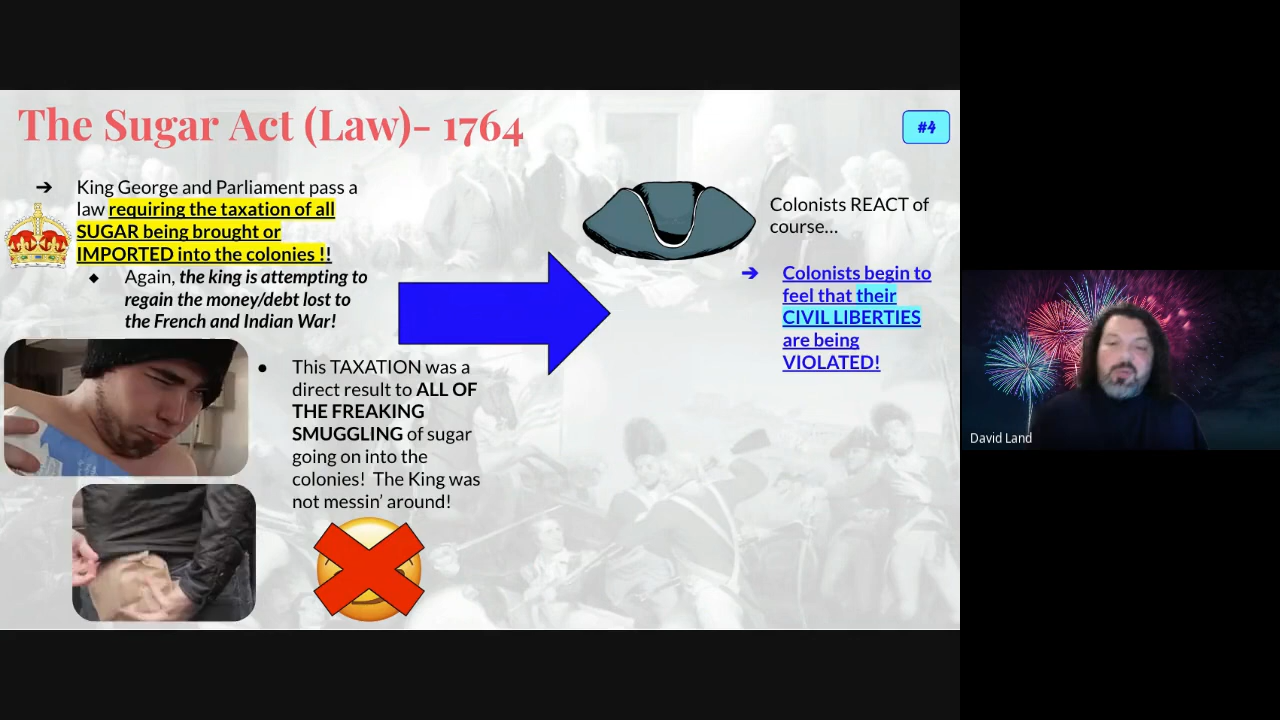 The Sugar Act (Law)- 1764
#4
➔ King George and Parliament pass a
law requiring the taxation of all
SUGAR being brought or
IMPORTED into the colonies !!
◆ Again, the king is attempting to
regain the money/debt lost to
the French and Indian War!
● This TAXATION was a
direct result to ALL OF
THE FREAKING
SMUGGLING of sugar
going on into the
colonies! The King was
not messin’ around!
Colonists REACT of
course...
➔ Colonists begin to
feel that their
CIVIL LIBERTIES
are being
VIOLATED!
David Land